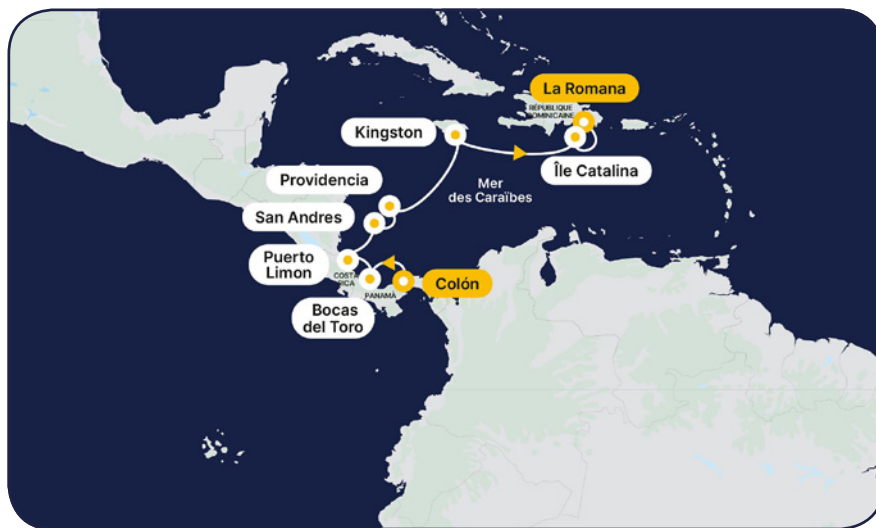 La Romana
RÉPUBLIQUE
DOMINICAINE
Kingston
Île Catalina
Providencia
Mer
des Caraïbes
San Andres
Puerto
Limon
COSTA
RICA
PANAMÁ
Colón
Bocas
del Toro